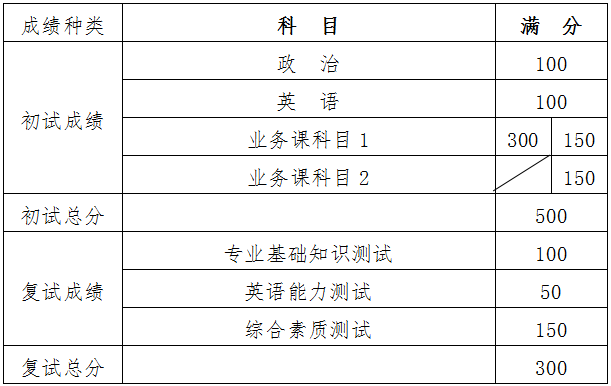 成绩种类 科 目 满 分
初试成绩 政 治 100
英 语 100
业务课科目1 300 150
业务课科目2 150
初试总分 500
复试成绩 专业基础知识测试 100
英语能力测试 50
综合素质测试 150
复试总分 300